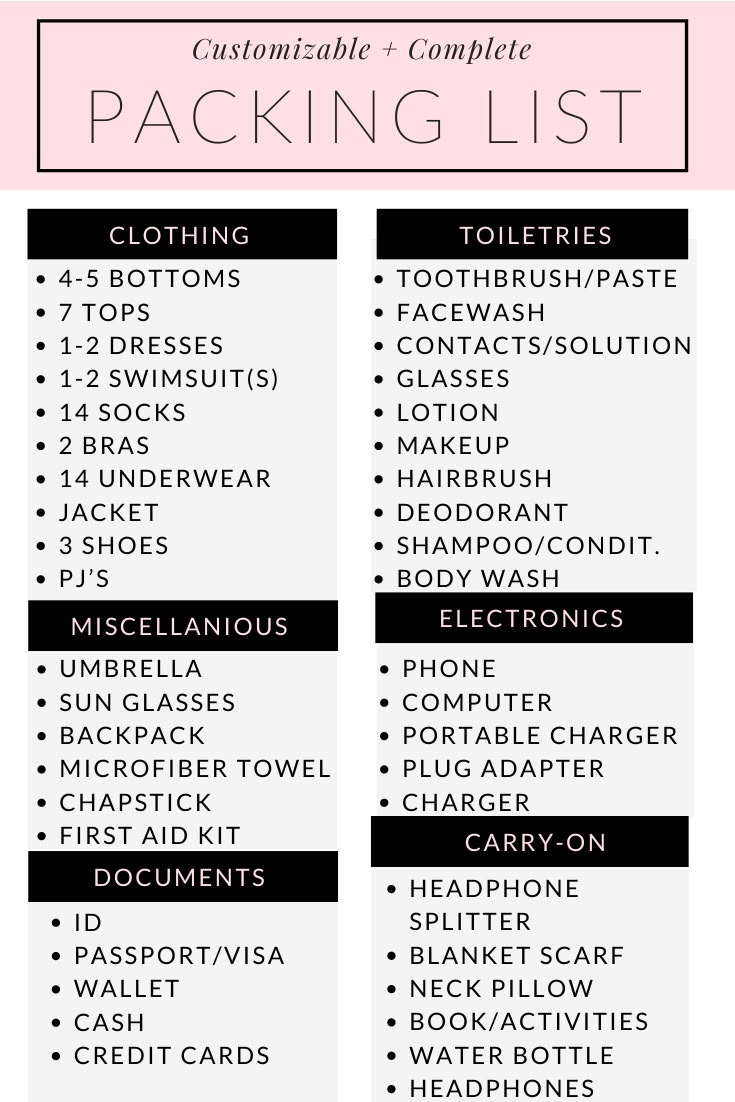 Customizable + Complete
PACKING LIST
CLOTHING
• 4-5 BOTTOMS
• 7 TOPS
• 1-2 DRESSES
• 1-2 SWIMSUIT(S)
• 14 SOCKS
• 2 BRAS
• 14 UNDERWEAR
• JACKET
• 3 SHOES
• PJ’S
MISCELLANIOUS
• UMBRELLA
• SUN GLASSES
• BACKPACK
• MICROFIBER TOWEL
• CHAPSTICK
• FIRST AID KIT
DOCUMENTS
• ID
• PASSPORT/VISA
• WALLET
• CASH
• CREDIT CARDS
TOILETRIES
• TOOTHBRUSH/PASTE
• FACEWASH
• CONTACTS/SOLUTION
• GLASSES
• LOTION
• MAKEUP
• HAIRBRUSH
• DEODORANT
• SHAMPOO/CONDIT.
• BODY WASH
ELECTRONICS
• PHONE
• COMPUTER
• PORTABLE CHARGER
• PLUG ADAPTER
• CHARGER
CARRY-ON
• HEADPHONE
SPLITTER
• BLANKET SCARF
• NECK PILLOW
• BOOK/ACTIVITIES
• WATER BOTTLE
• HEADPHONES